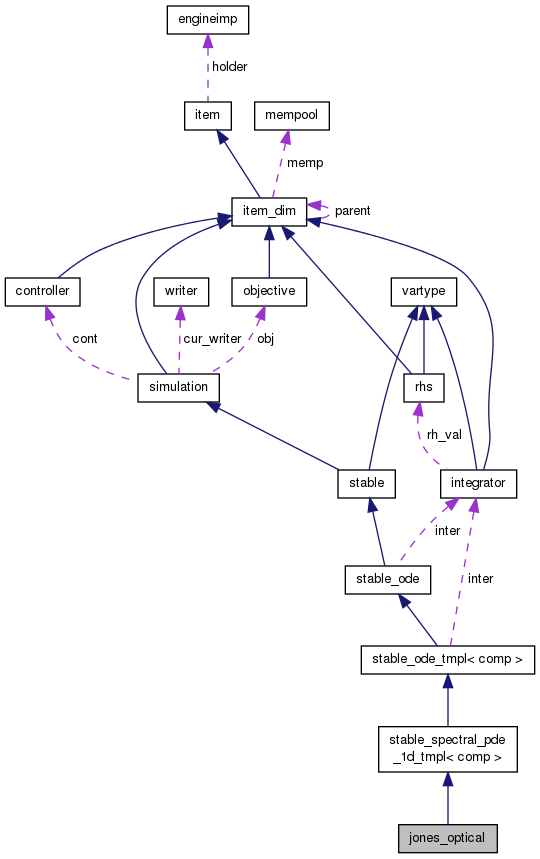 engineimp
holder
item
mempool
memp
item_dim
parent
controller
writer
objective
vartype
cont
cur_writer
obj
simulation
rhs
rh_val
stable
integrator
inter
stable_ode
inter
stable_ode_tmpl< comp >
stable_spectral_pde
_1d_tmpl< comp >
jones_optical